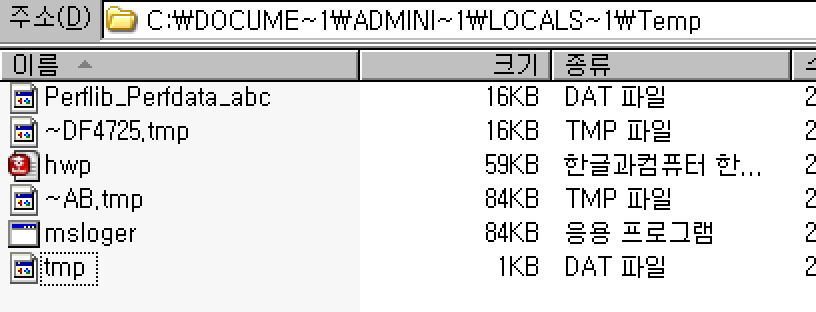 주소(D) C:₩DOCUME~1₩ADMINI~1₩LOCALS~1₩Temp
이름 크기 종류
Perflib_Perfdata_abc 16KB DAT 파일 2
~DF4725.tmp 16KB TMP 파일 2
hwp 59KB 한글과컴퓨터 한... 2
~AB.tmp 84KB TMP 파일 2
msloger 84KB 응용 프로그램 2
tmp 1KB DAT 파일 2